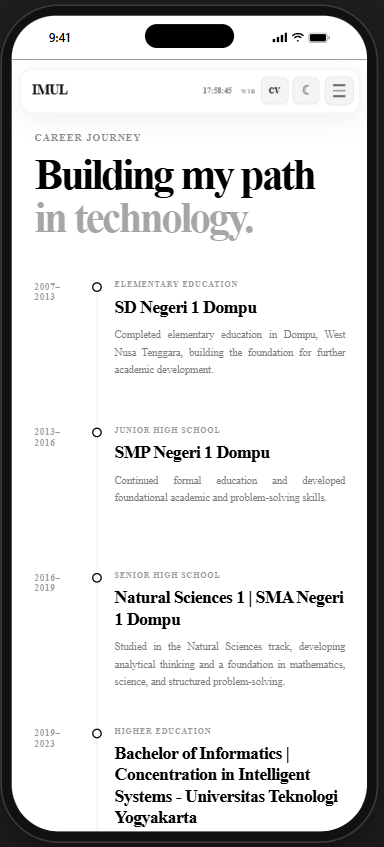 9:41
IMUL
17:58:45 WIB CV
CAREER JOURNEY
Building my path
in technology.
2007–
2013
ELEMENTARY EDUCATION
SD Negeri 1 Dompu
Completed elementary education in Dompu, West
Nusa Tenggara, building the foundation for further
academic development.
2013–
2016
JUNIOR HIGH SCHOOL
SMP Negeri 1 Dompu
Continued formal education and developed
foundational academic and problem-solving skills.
2016–
2019
SENIOR HIGH SCHOOL
Natural Sciences 1 | SMA Negeri
1 Dompu
Studied in the Natural Sciences track, developing
analytical thinking and a foundation in mathematics,
science, and structured problem-solving.
2019–
2023
HIGHER EDUCATION
Bachelor of Informatics |
Concentration in Intelligent
Systems - Universitas Teknologi
Yogyakarta